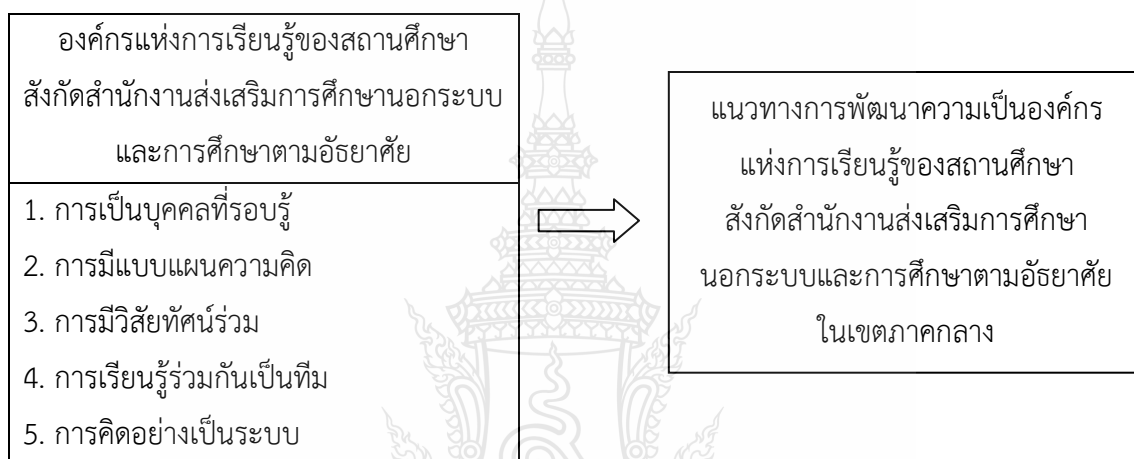 องค์กรแห่งการเรียนรู้ของสถานศึกษา
สังกัดสำนักงานส่งเสริมการศึกษานอกระบบ
และการศึกษาตามอัธยาศัย
1. การเป็นบุคคลที่รอบรู้
2. การมีแบบแผนความคิด
3. การมีวิสัยทัศน์ร่วม
4. การเรียนรู้ร่วมกันเป็นทีม
5. การคิดอย่างเป็นระบบ
แนวทางการพัฒนาความเป็นองค์กร
แห่งการเรียนรู้ของสถานศึกษา
สังกัดสำนักงานส่งเสริมการศึกษา
นอกระบบและการศึกษาตามอัธยาศัย
ในเขตภาคกลาง